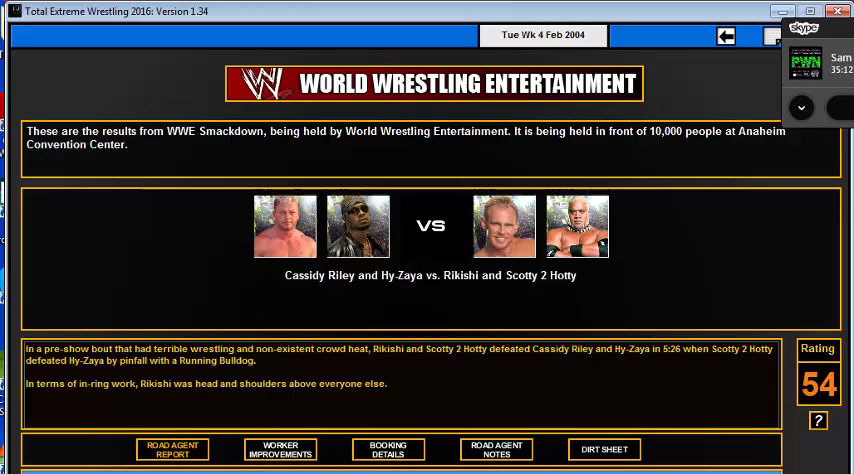 Total Extreme Wrestling 2016: Version 1.34
Tue Wk 4 Feb 2004
skype
PWN
Sam
35:12
W WORLD WRESTLING ENTERTAINMENT
These are the results from WWE Smackdown, being held by World Wrestling Entertainment. It is being held in front of 10,000 people at Anaheim
Convention Center.
VS
Cassidy Riley and Hy-Zaya vs. Rikishi and Scotty 2 Hotty
In a pre-show bout that had terrible wrestling and non-existent crowd heat, Rikishi and Scotty 2 Hotty defeated Cassidy Riley and Hy-Zaya in 5:26 when Scotty 2 Hotty
defeated Hy-Zaya by pinfall with a Running Bulldog.
In terms of in-ring work, Rikishi was head and shoulders above everyone else.
Rating
54
?
ROAD AGENT
REPORT
WORKER
IMPROVEMENTS
BOOKING
DETAILS
ROAD AGENT
NOTES
DIRT SHEET